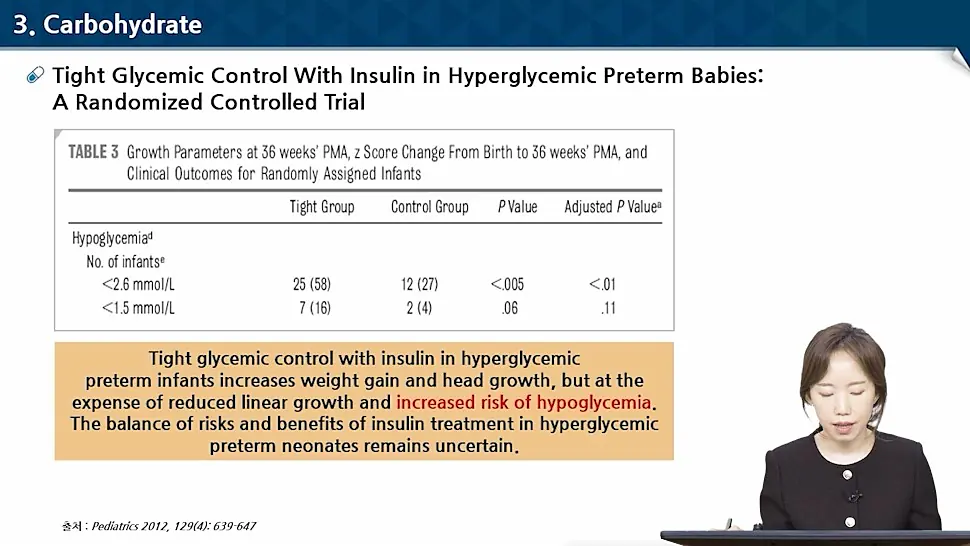 3. Carbohydrate
Tight Glycemic Control With Insulin in Hyperglycemic Preterm Babies:
A Randomized Controlled Trial
TABLE 3 Growth Parameters at 36 weeks' PMA, z Score Change From Birth to 36 weeks' PMA, and
Clinical Outcomes for Randomly Assigned Infants
Tight Group Control Group P Value Adjusted P Valueᵃ
Hypoglycemiaᵈ
No. of infantsᵉ
<2.6 mmol/L 25 (58) 12 (27) <.005 <.01
<1.5 mmol/L 7 (16) 2 (4) .06 .11
Tight glycemic control with insulin in hyperglycemic
preterm infants increases weight gain and head growth, but at the
expense of reduced linear growth and increased risk of hypoglycemia.
The balance of risks and benefits of insulin treatment in hyperglycemic
preterm neonates remains uncertain.
출처 : Pediatrics 2012, 129(4): 639-647